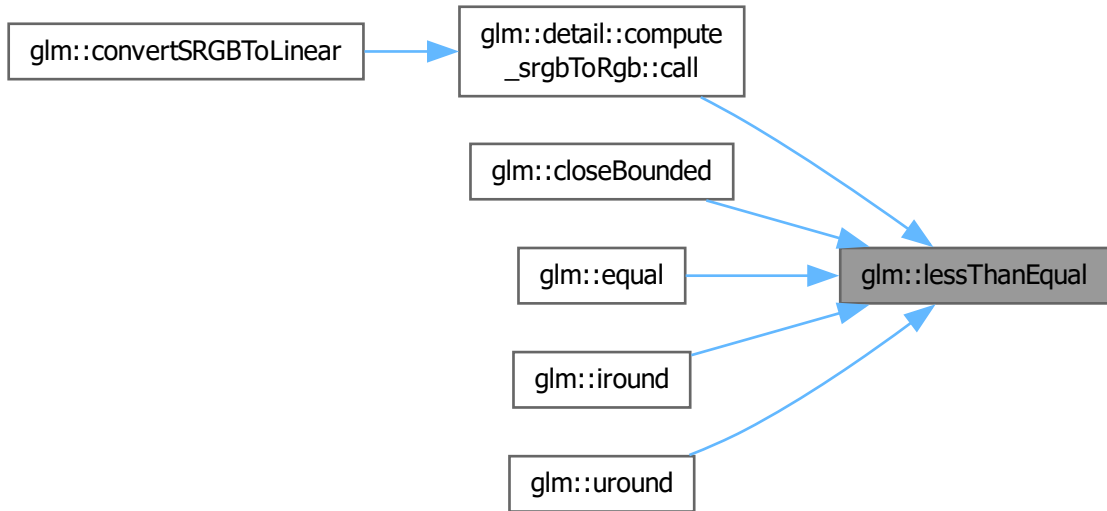 glm::convertSRGBToLinear
glm::detail::compute
_srgbToRgb::call
glm::closeBounded
glm::equal
glm::lessThanEqual
glm::iround
glm::uround